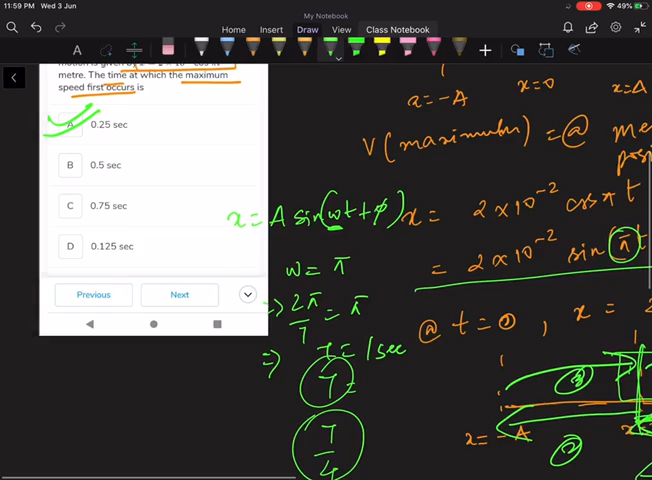 11:59 PM Wed 3 Jun
49%
My Notebook
Home Insert Draw View Class Notebook
metre. The time at which the maximum
speed first occurs is
A 0.25 sec
B 0.5 sec
C 0.75 sec
D 0.125 sec
Previous Next
x = A sin(ωt + φ)
ω = π
=> 2π/T = π
=> T = 1 sec
T =
T/4
x = -A x = 0 x = A
V (maximum) = @
x = 2 × 10⁻² cos π t
= 2 × 10⁻² sin (π t
@ t = 0, x =
③
x = -A
②